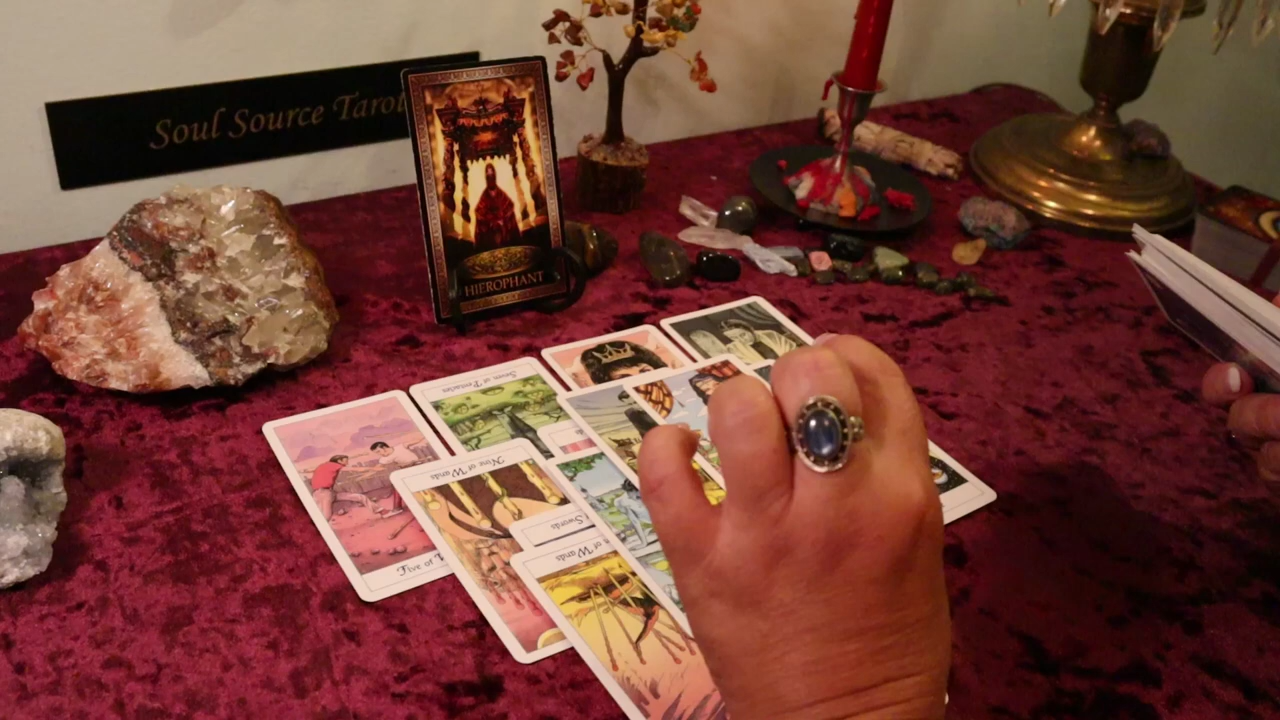 Soul Source Tarot
HIEROPHANT
Seven of Pentacles
Five of
Nine of Wands
Swords
of Wands